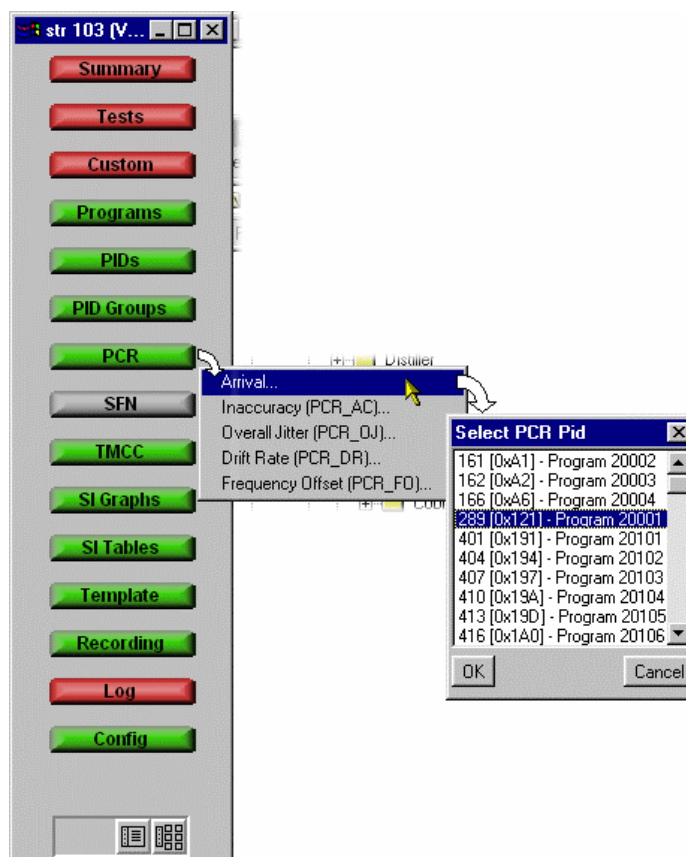 str 103 (V...
Summary
Tests
Custom
Programs
PIDs
PID Groups
PCR
SFN
TMCC
SI Graphs
SI Tables
Template
Recording
Log
Config
Distiller
Arrival...
Inaccuracy (PCR_AC)...
Overall Jitter (PCR_OJ)...
Drift Rate (PCR_DR)...
Frequency Offset (PCR_FO)...
Select PCR Pid
161 [0xA1] - Program 20002
162 [0xA2] - Program 20003
166 [0xA6] - Program 20004
289 [0x121] - Program 20001
401 [0x191] - Program 20101
404 [0x194] - Program 20102
407 [0x197] - Program 20103
410 [0x19A] - Program 20104
413 [0x19D] - Program 20105
416 [0x1A0] - Program 20106
OK
Cancel